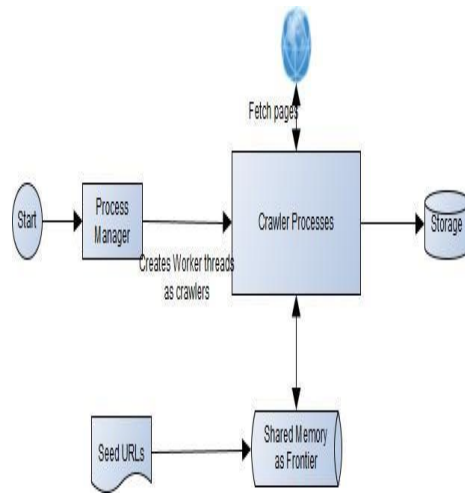 Fetch pages
Start
Process
Manager
Crawler Processes
Storage
Creates Worker threads
as crawlers
Seed URLs
Shared Memory
as Frontier